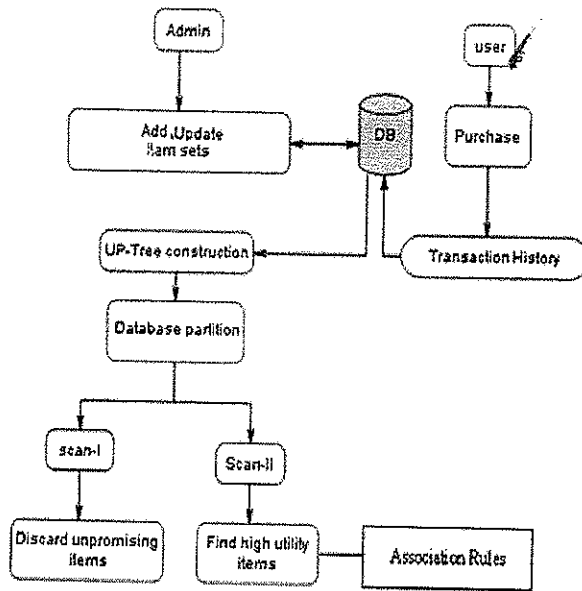 Admin
user
Add ,Update
item sets
DB
Purchase
UP-Tree construction
Transaction History
Database partition
scan-I
Scan-II
Discard unpromising
items
Find high utility
items
Association Rules